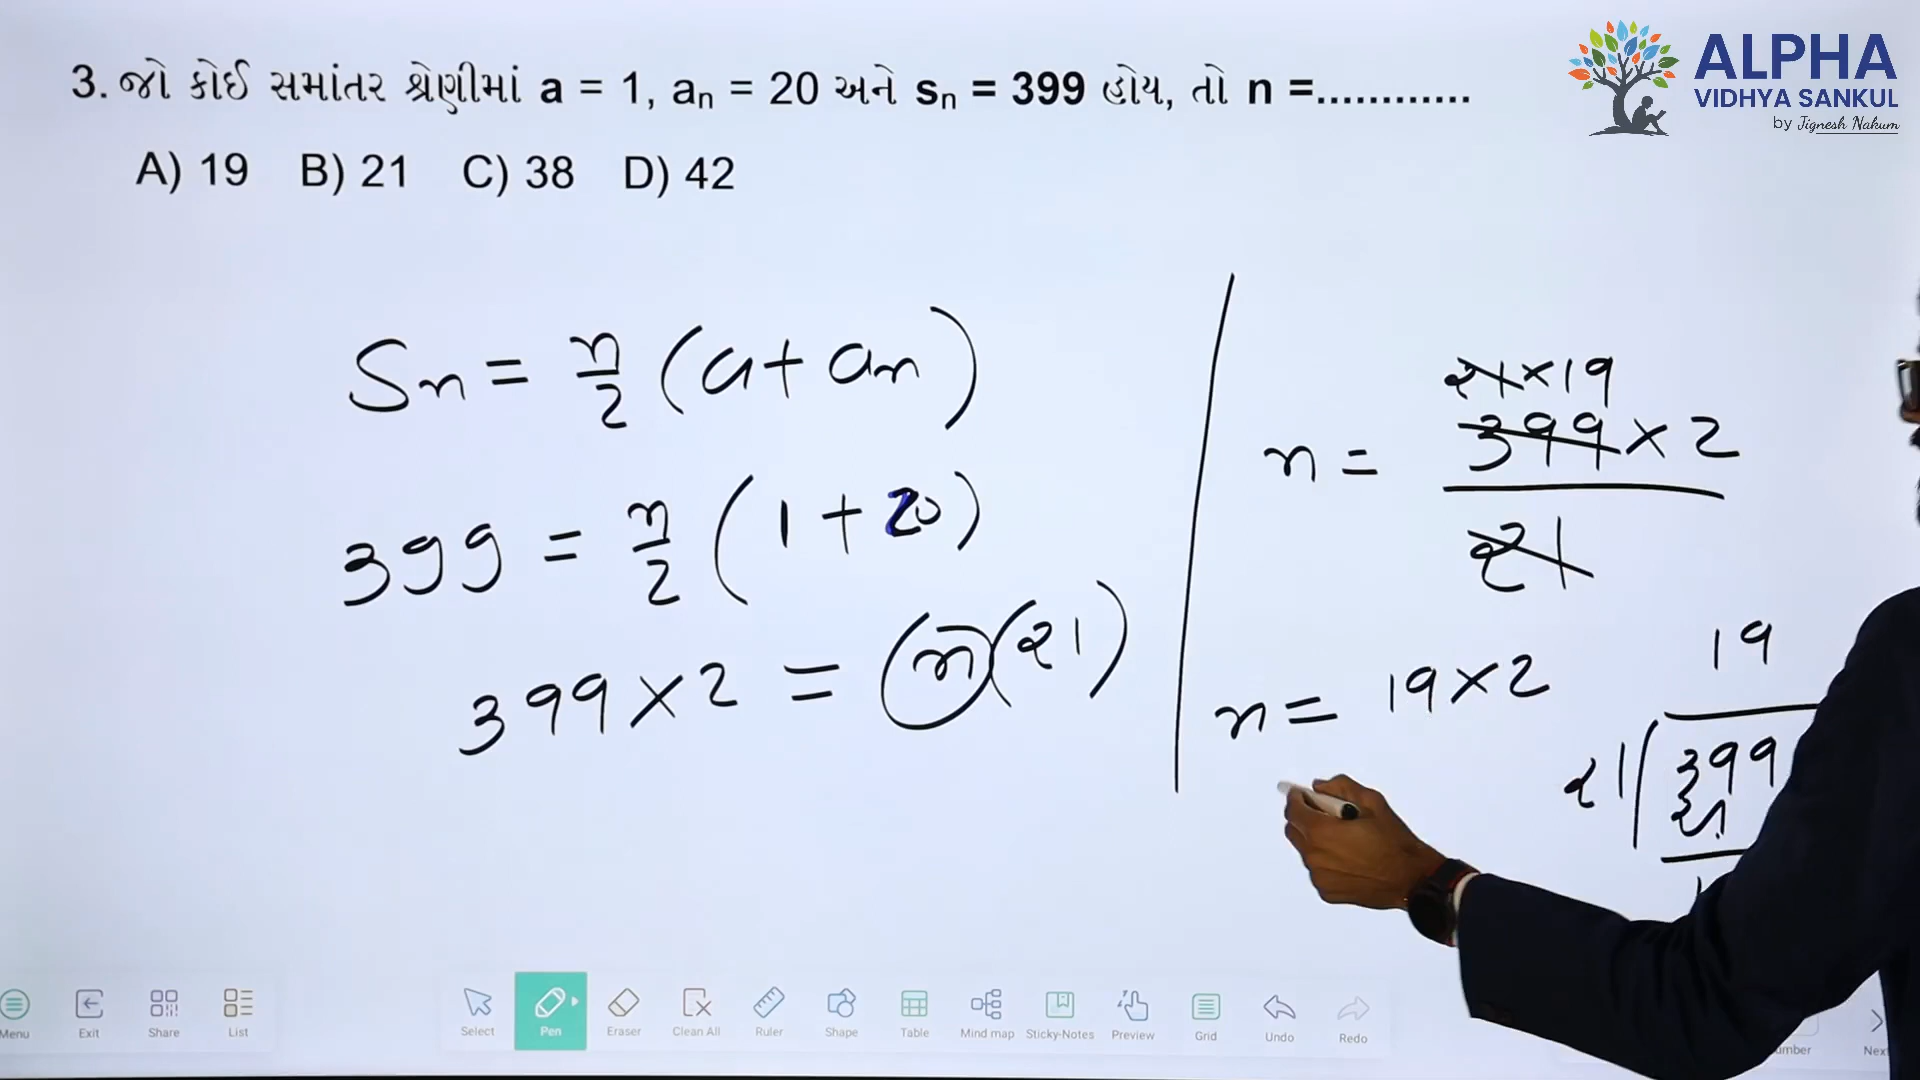 3. જો કોઈ સમાંતર શ્રેણીમાં a = 1, an = 20 અને sn = 399 હોય, તો n =............
A) 19 B) 21 C) 38 D) 42
ALPHA
VIDHYA SANKUL
by Jignesh Nakum
Sn = n/2 (a + an)
399 = n/2 (1 + 20)
399 × 2 = (n)(21)
21 × 19
n = 399 × 2
21
n = 19 × 2
19
21 399
21
Menu Exit Share List Select Pen Eraser Clean All Ruler Shape Table Mind map Sticky-Notes Preview Grid Undo Redo Next